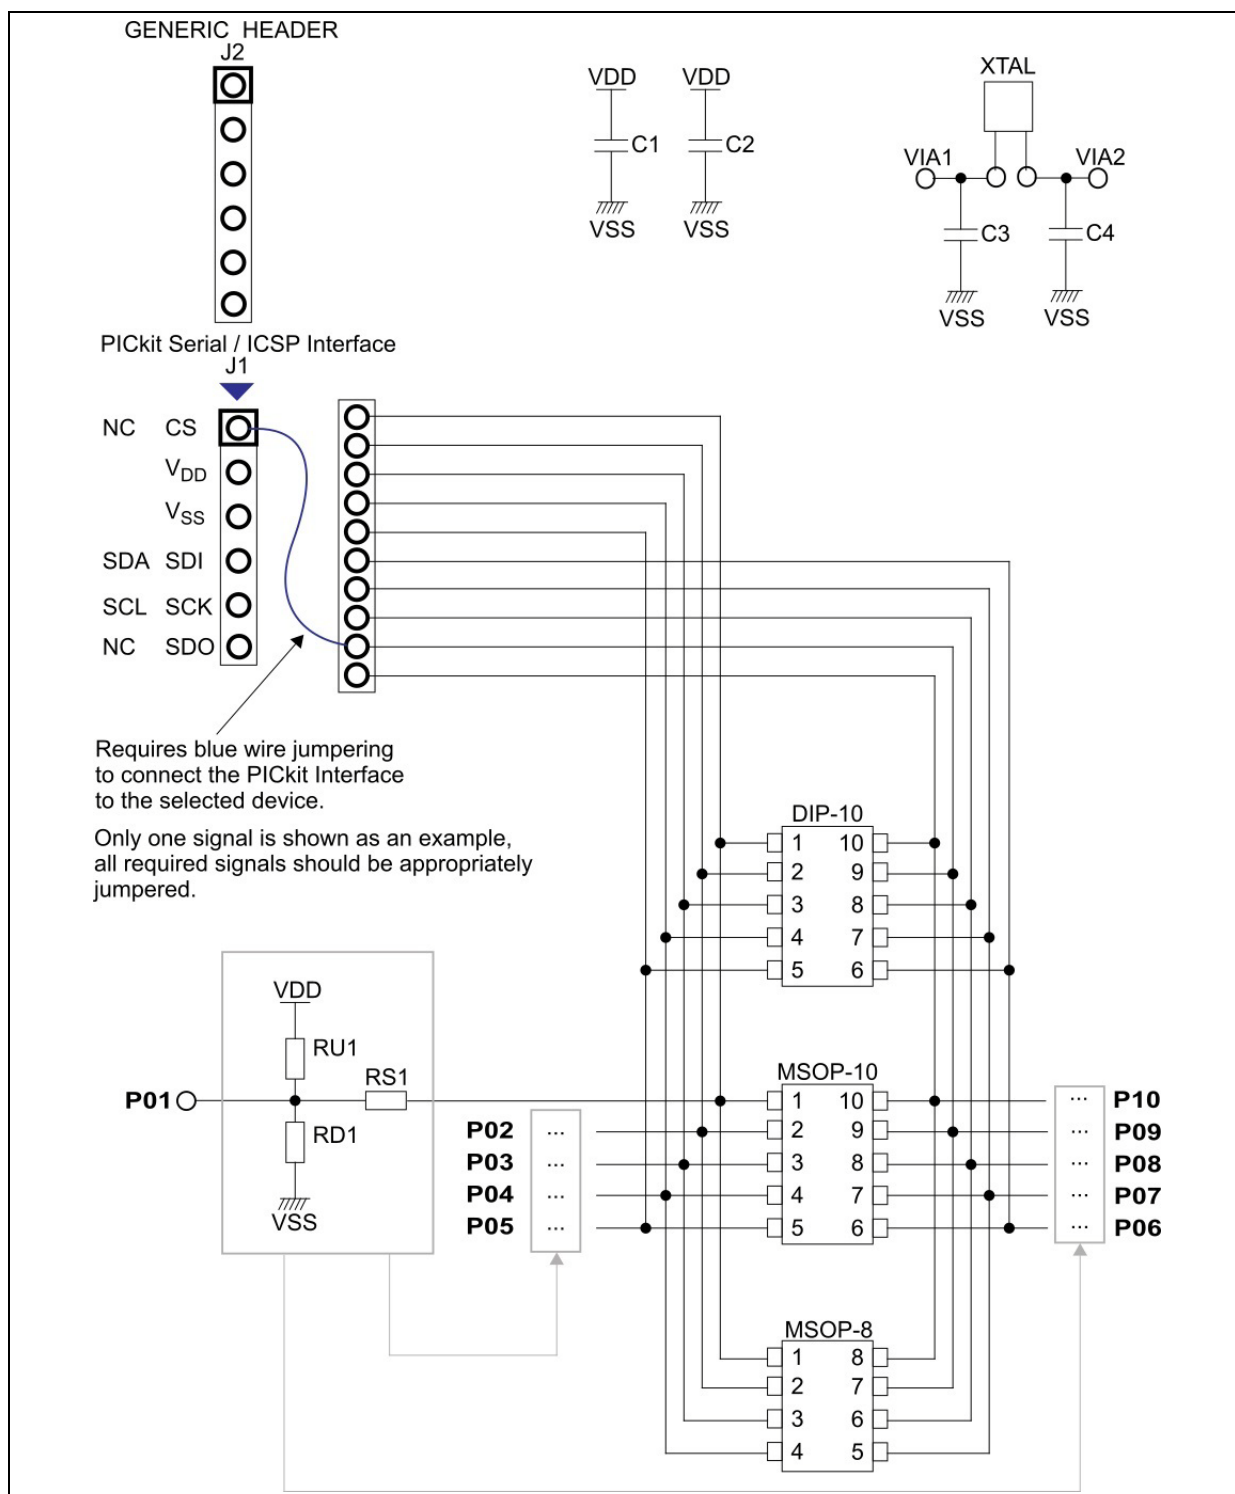 GENERIC HEADER
J2
VDD VDD
C1 C2
VSS VSS
XTAL
VIA1 VIA2
C3 C4
VSS VSS
PICkit Serial / ICSP Interface
J1
NC CS
VDD
VSS
SDA SDI
SCL SCK
NC SDO
Requires blue wire jumpering
to connect the PICkit Interface
to the selected device.
Only one signal is shown as an example,
all required signals should be appropriately
jumpered.
DIP-10
1 10
2 9
3 8
4 7
5 6
VDD
RU1
RS1
P01
RD1
VSS
P02 ...
P03 ...
P04 ...
P05 ...
MSOP-10
1 10
2 9
3 8
4 7
5 6
... P10
... P09
... P08
... P07
... P06
MSOP-8
1 8
2 7
3 6
4 5